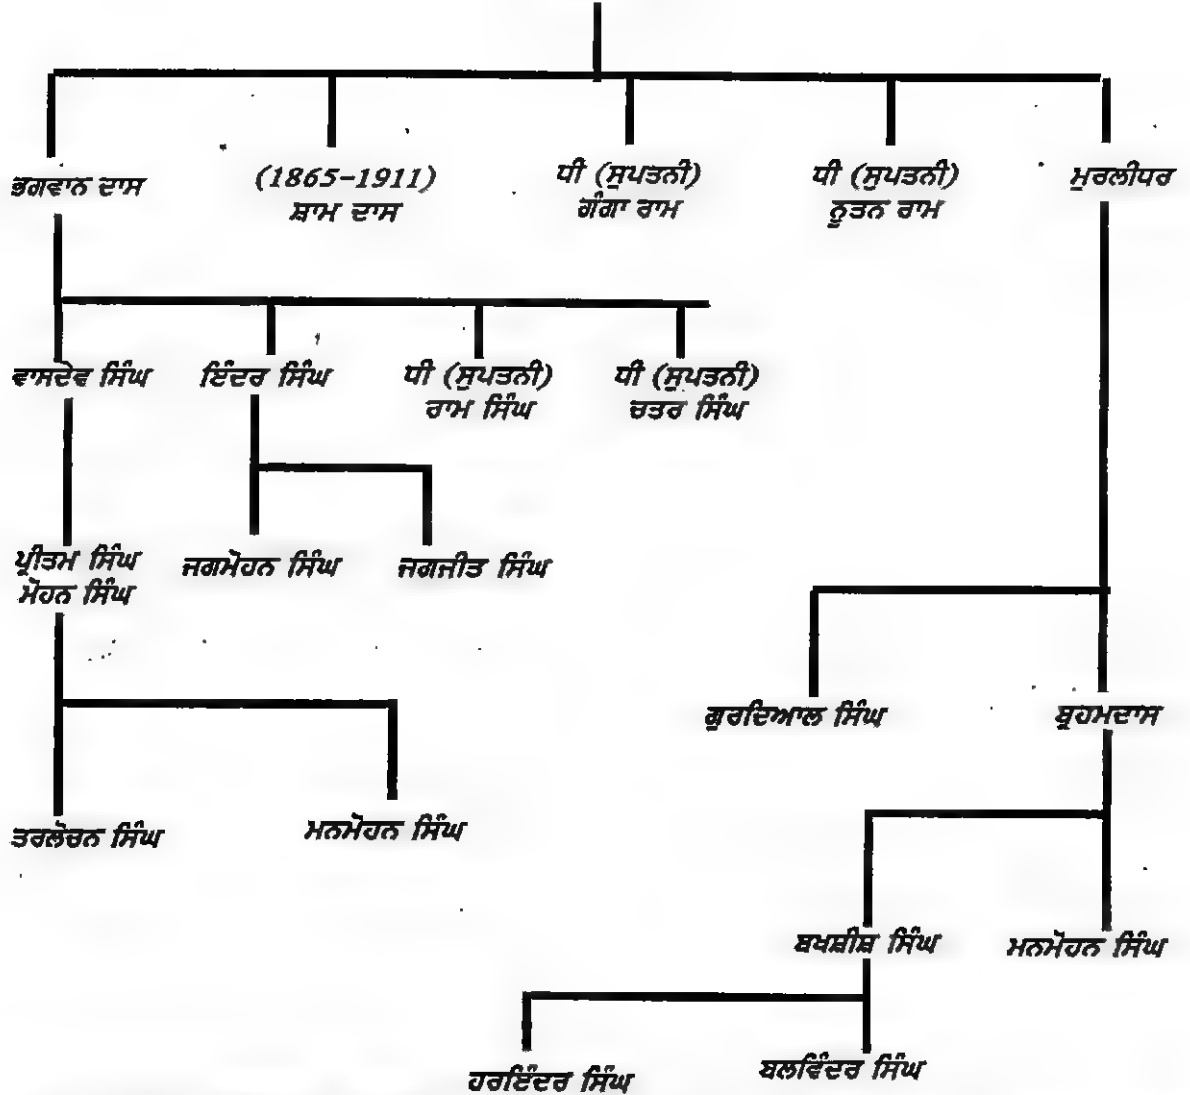 ਭਗਵਾਨ ਦਾਸ
(1865-1911)
ਸ਼ਾਮ ਦਾਸ
ਧੀ (ਸੁਪਤਨੀ)
ਗੰਗਾ ਰਾਮ
ਧੀ (ਸੁਪਤਨੀ)
ਨੂਤਨ ਰਾਮ
ਮੁਰਲੀਧਰ
ਵਾਸਦੇਵ ਸਿੰਘ
ਇੰਦਰ ਸਿੰਘ
ਧੀ (ਸੁਪਤਨੀ)
ਰਾਮ ਸਿੰਘ
ਧੀ (ਸੁਪਤਨੀ)
ਚਤਰ ਸਿੰਘ
ਪ੍ਰੀਤਮ ਸਿੰਘ
ਮੋਹਨ ਸਿੰਘ
ਜਗਮੋਹਨ ਸਿੰਘ
ਜਗਜੀਤ ਸਿੰਘ
ਗੁਰਦਿਆਲ ਸਿੰਘ
ਬ੍ਰਹਮਦਾਸ
ਤਰਲੋਚਨ ਸਿੰਘ
ਮਨਮੋਹਨ ਸਿੰਘ
ਬਖਸ਼ੀਸ਼ ਸਿੰਘ
ਮਨਮੋਹਨ ਸਿੰਘ
ਹਰਇੰਦਰ ਸਿੰਘ
ਬਲਵਿੰਦਰ ਸਿੰਘ